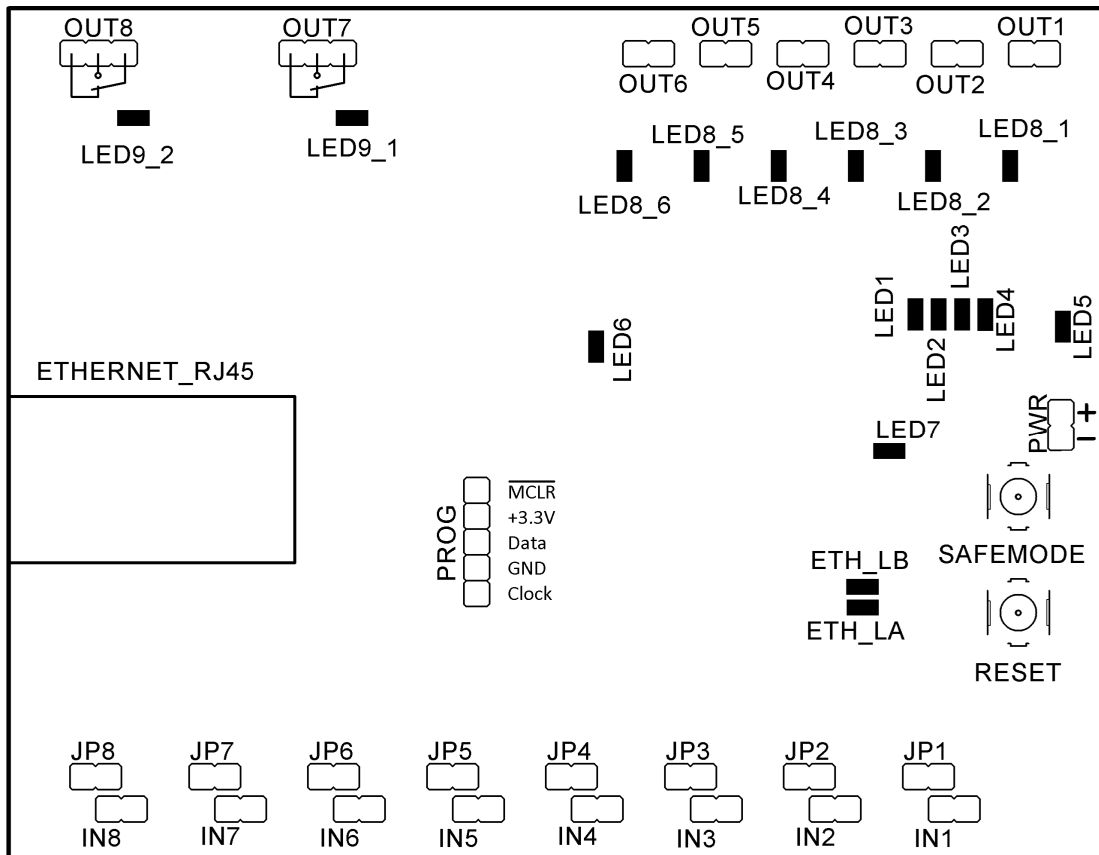 OUT8
OUT7
OUT5
OUT3
OUT1
OUT6
OUT4
OUT2
LED9_2
LED9_1
LED8_5
LED8_3
LED8_1
LED8_6
LED8_4
LED8_2
LED3
LED1
LED4
LED2
LED5
LED6
ETHERNET_RJ45
LED7
PWR
+
-
PROG
MCLR
+3.3V
Data
GND
Clock
SAFEMODE
ETH_LB
ETH_LA
RESET
JP8
JP7
JP6
JP5
JP4
JP3
JP2
JP1
IN8
IN7
IN6
IN5
IN4
IN3
IN2
IN1